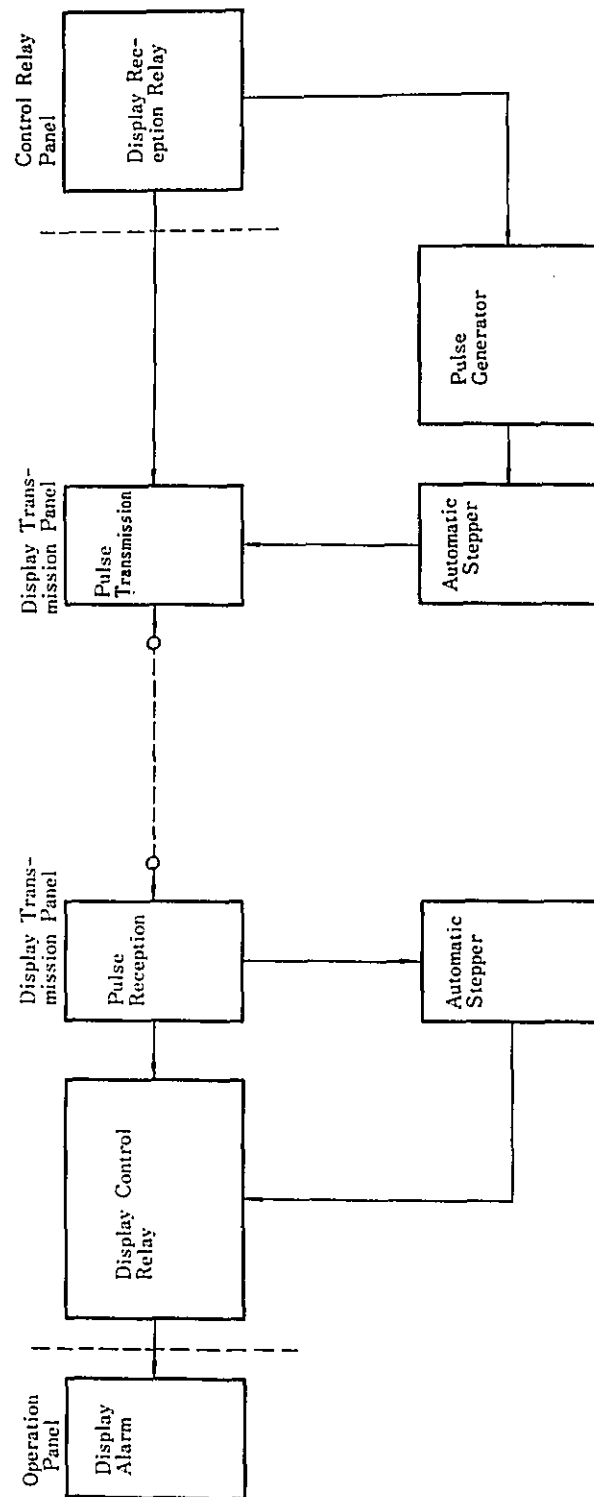 Operation
Panel
Display
Alarm
Display Control
Relay
Display Trans-
mission Panel
Pulse
Reception
Automatic
Stepper
Display Trans-
mission Panel
Pulse
Transmission
Automatic
Stepper
Pulse
Generator
Control Relay
Panel
Display Rec-
eption Relay